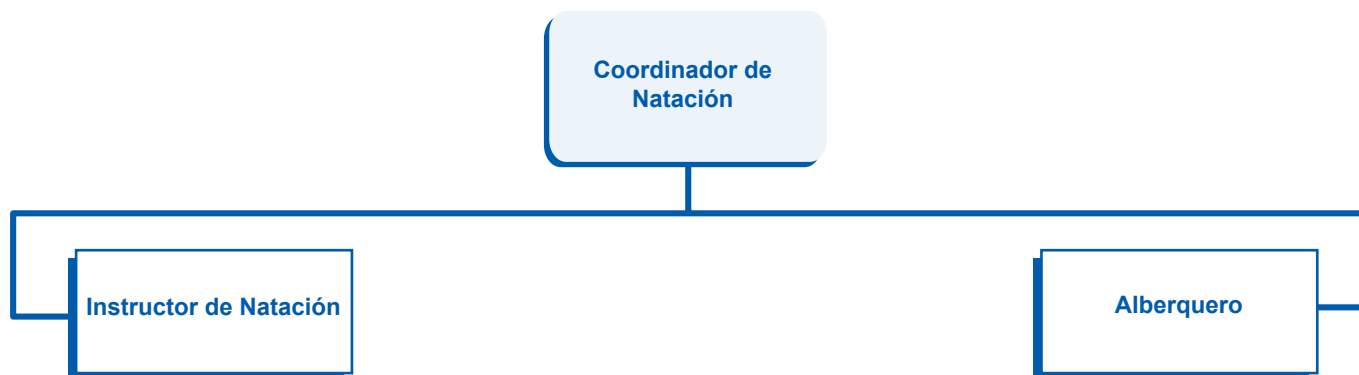 Coordinador de
Natación
Instructor de Natación
Alberquero